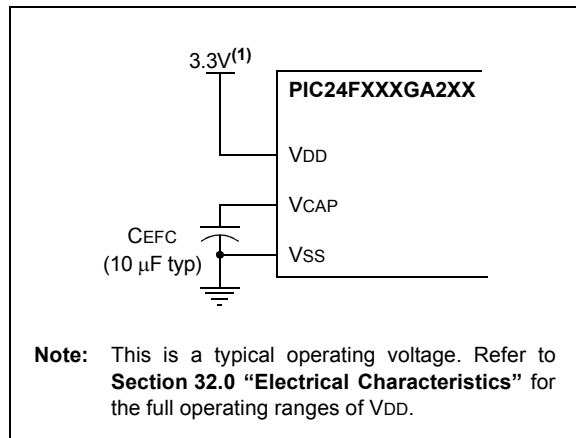 3.3V(1)
PIC24FXXXGA2XX
VDD
VCAP
CEFC
(10 μF typ)
VSS
Note: This is a typical operating voltage. Refer to
Section 32.0 “Electrical Characteristics” for
the full operating ranges of VDD.